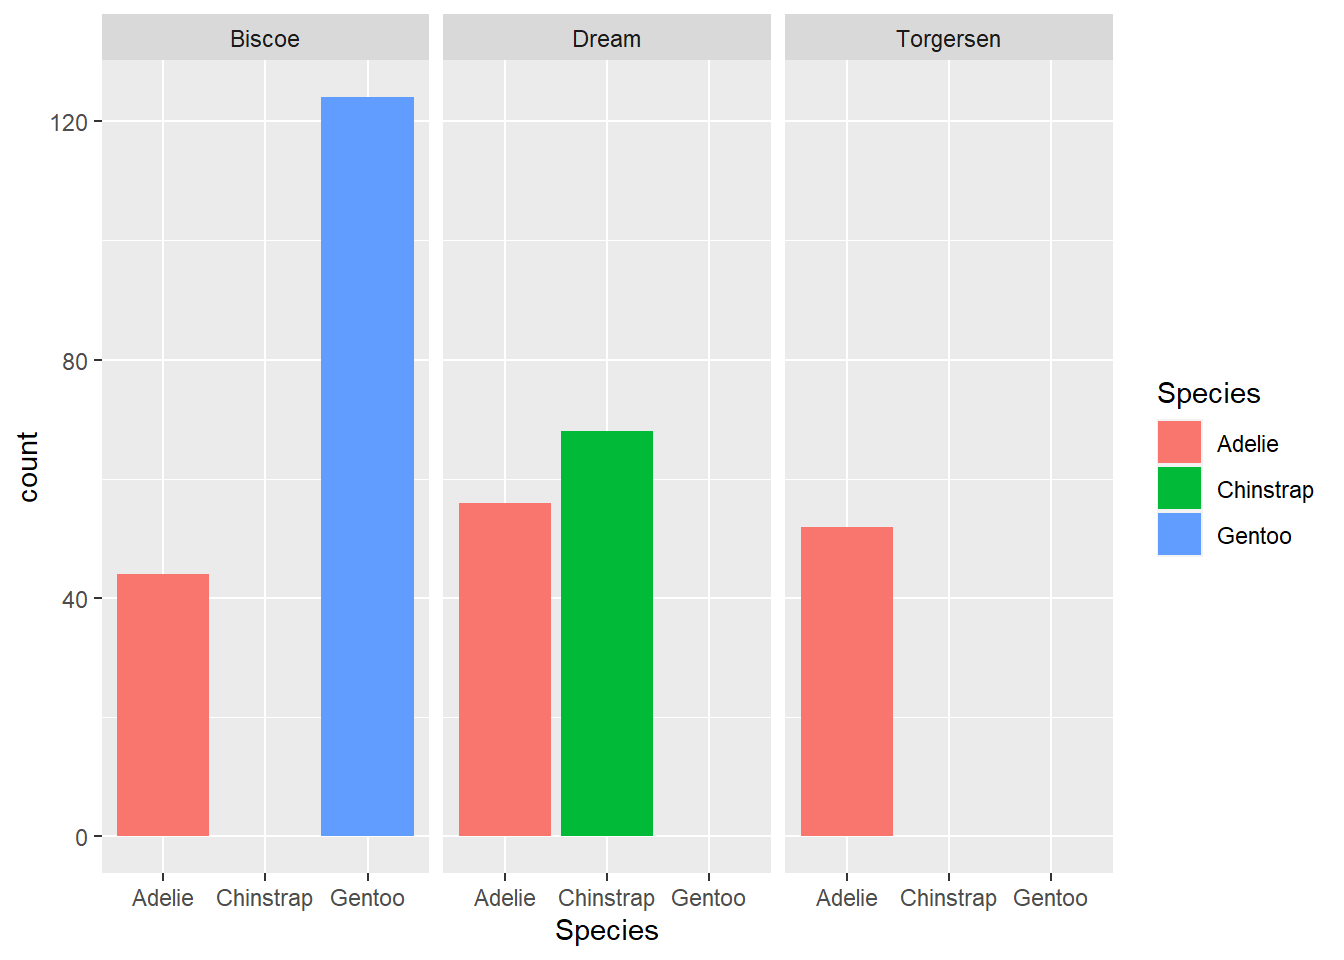 Biscoe Dream Torgersen
120
80
40
0
count
Adelie Chinstrap Gentoo Adelie Chinstrap Gentoo Adelie Chinstrap Gentoo
Species
Species
Adelie
Chinstrap
Gentoo